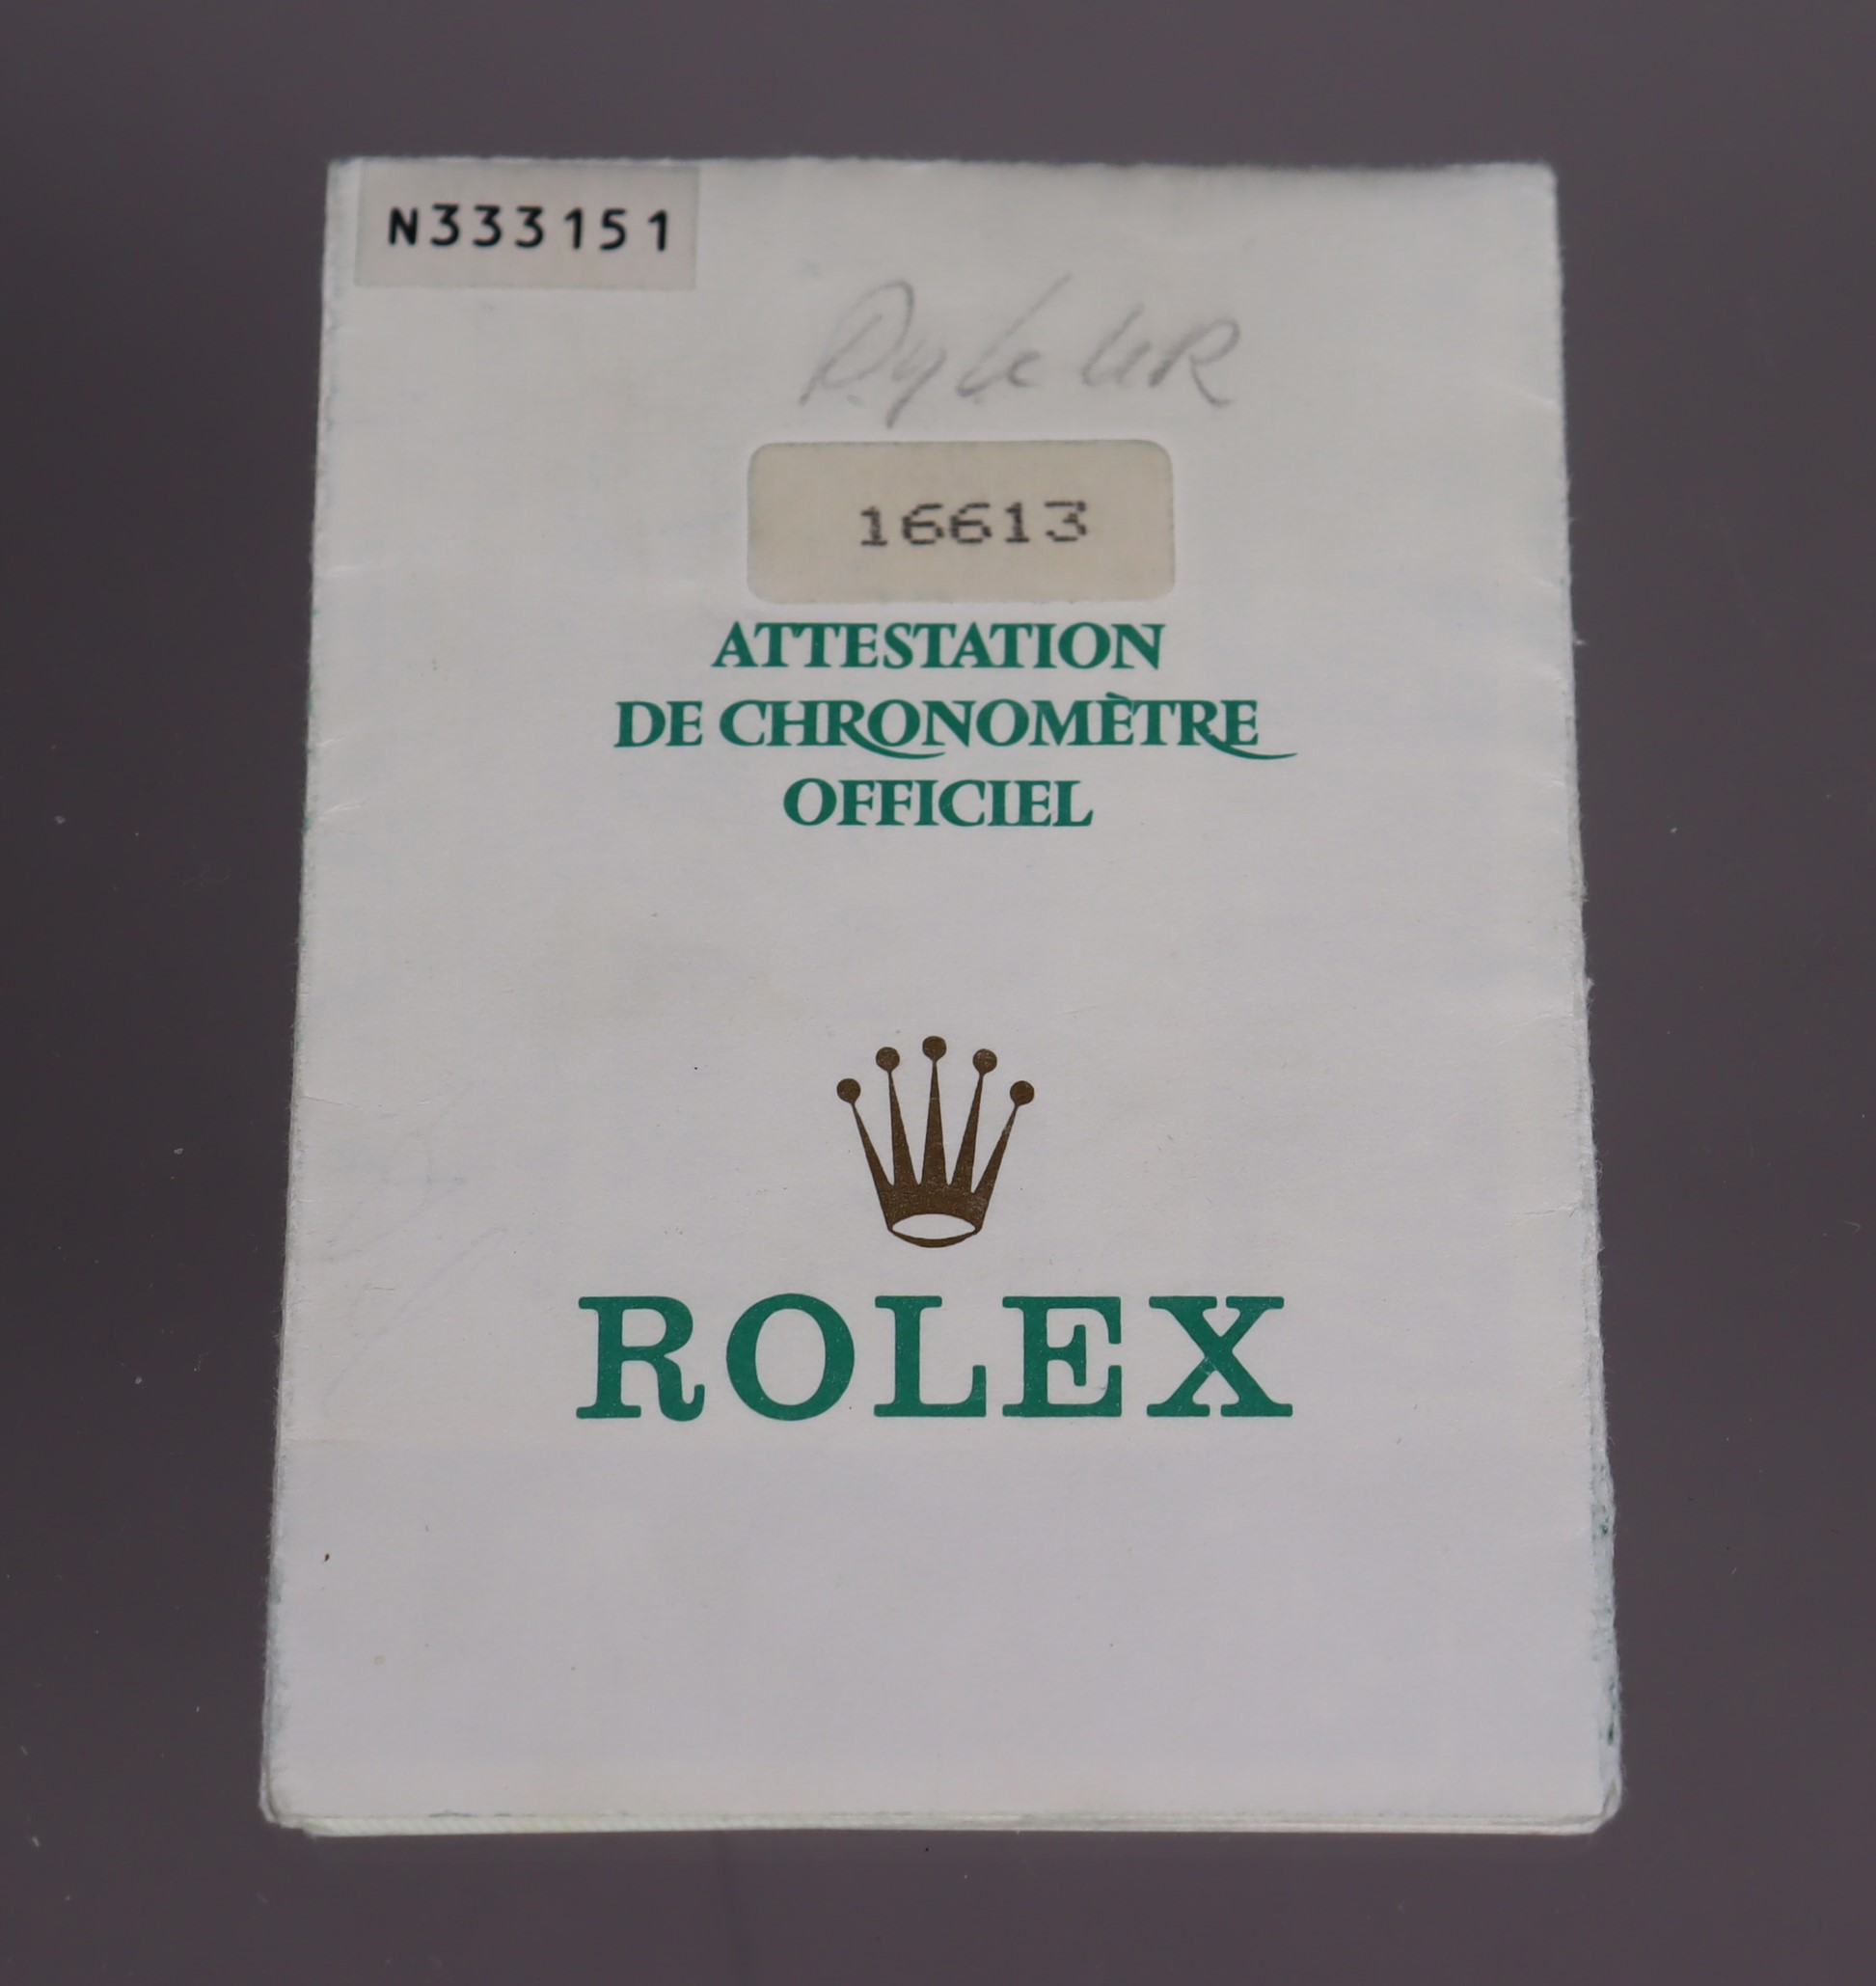 N333151
16613
ATTESTATION
DE CHRONOMÈTRE
OFFICIEL
ROLEX